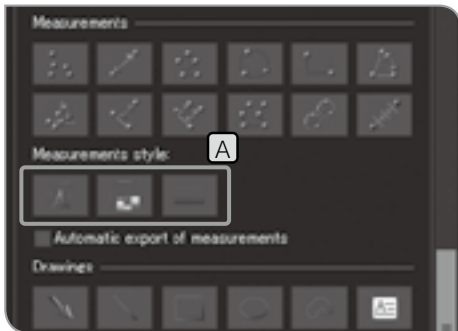 Measurements
A
Measurements style:
Automatic export of measurements
Drawings